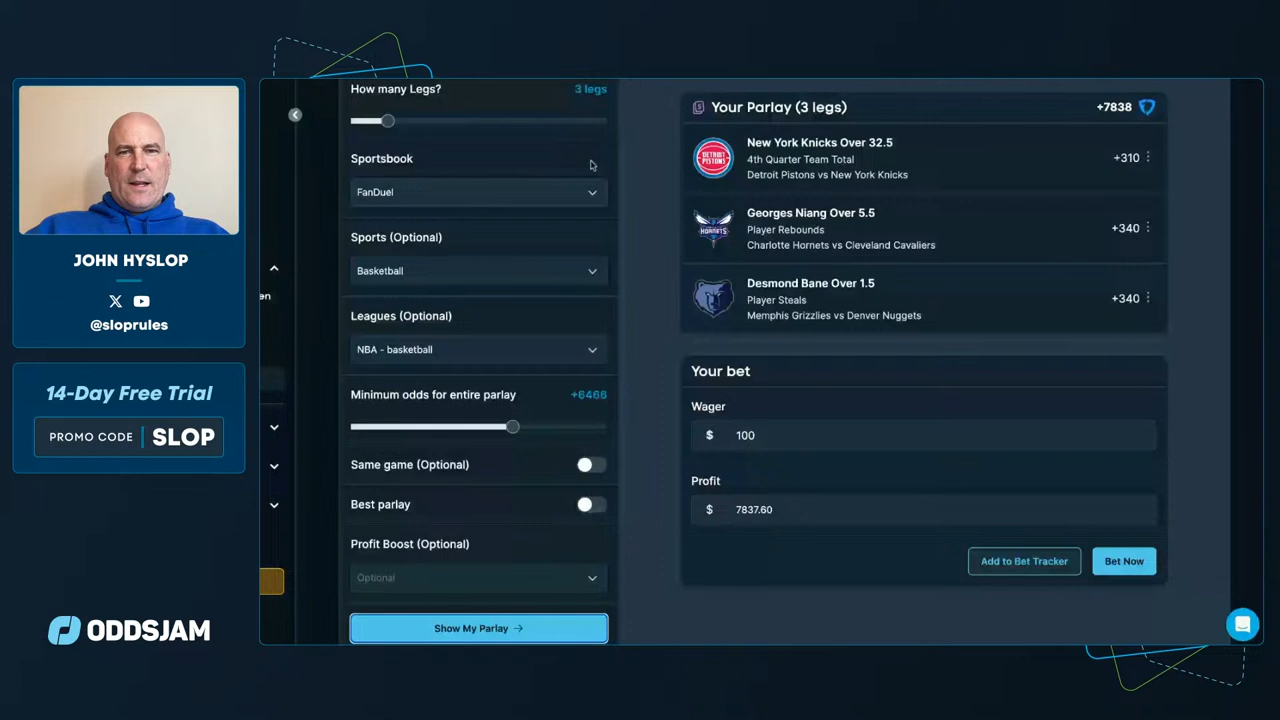 JOHN HYSLOP
@sloprules
14-Day Free Trial
PROMO CODE SLOP
ODDSJAM
en
How many Legs? 3 legs
Sportsbook
FanDuel
Sports (Optional)
Basketball
Leagues (Optional)
NBA - basketball
Minimum odds for entire parlay +6466
Same game (Optional)
Best parlay
Profit Boost (Optional)
Optional
Show My Parlay →
Your Parlay (3 legs) +7838
DETROIT PISTONS
New York Knicks Over 32.5
4th Quarter Team Total
Detroit Pistons vs New York Knicks
+310
HORNETS
Georges Niang Over 5.5
Player Rebounds
Charlotte Hornets vs Cleveland Cavaliers
+340
Desmond Bane Over 1.5
Player Steals
Memphis Grizzlies vs Denver Nuggets
+340
Your bet
Wager
$ 100
Profit
$ 7837.60
Add to Bet Tracker
Bet Now